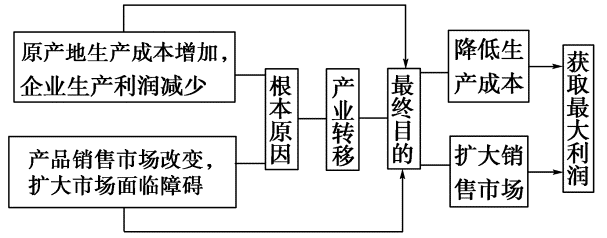 原产地生产成本增加，
企业生产利润减少
产品销售市场改变，
扩大市场面临障碍
根本原因
产业转移
最终目的
降低生
产成本
扩大销
售市场
获取最大利润